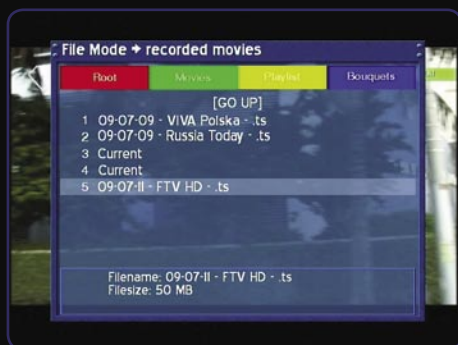 File Mode → recorded movies
Root Movies Playlist Bouquets
[GO UP]
1 09-07-09 - VIVA Polska - .ts
2 09-07-09 - Russia Today - .ts
3 Current
4 Current
5 09-07-11 - FTV HD - .ts
Filename: 09-07-11 - FTV HD - .ts
Filesize: 50 MB